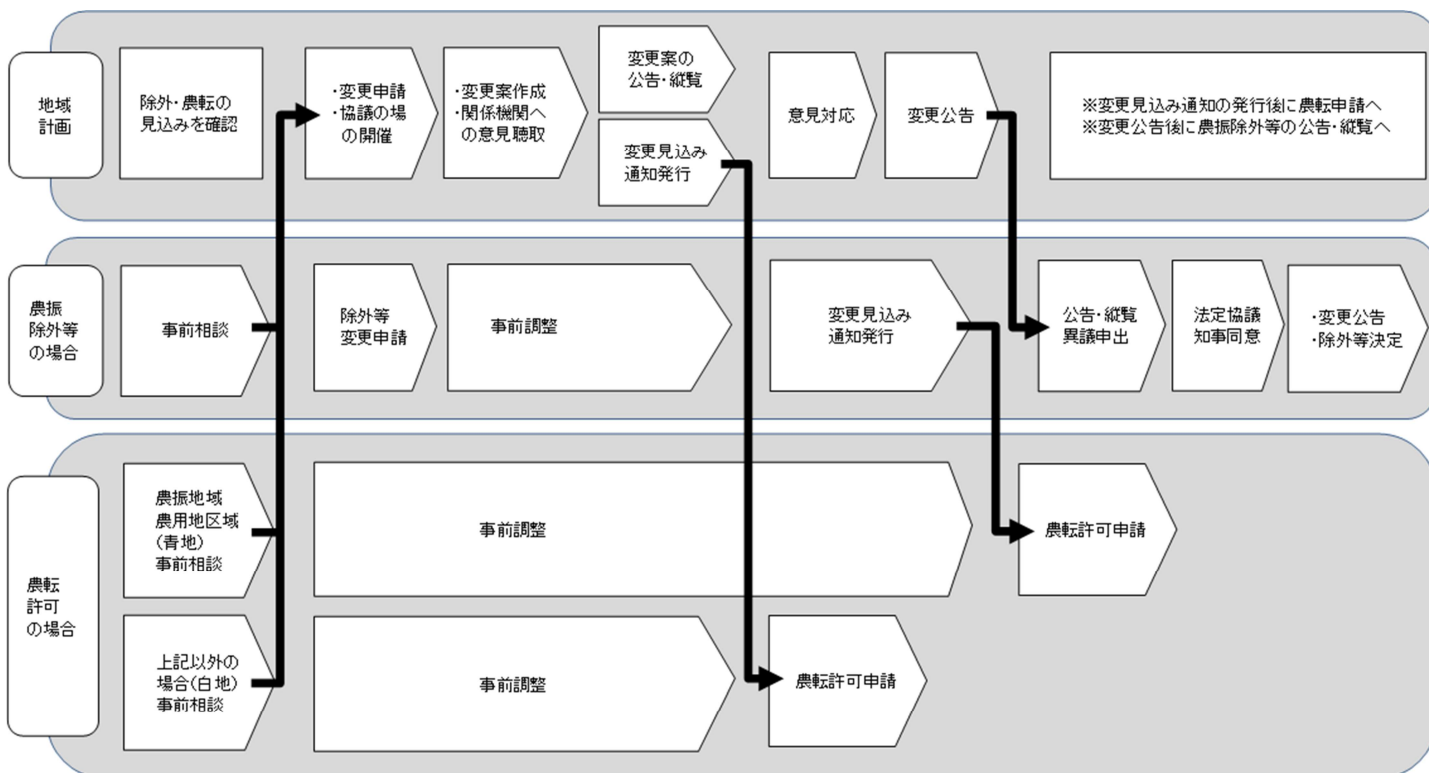 地域
計画
除外・農転の
見込みを確認
・変更申請
・協議の場
の開催
・変更案作成
・関係機関へ
の意見聴取
変更案の
公告・縦覧
変更見込み
通知発行
意見対応
変更公告
※変更見込み通知の発行後に農転申請へ
※変更公告後に農振除外等の公告・縦覧へ
農振
除外等
の場合
事前相談
除外等
変更申請
事前調整
変更見込み
通知発行
公告・縦覧
異議申出
法定協議
知事同意
・変更公告
・除外等決定
農転
許可
の場合
農振地域
農用地区域
(青地)
事前相談
事前調整
農転許可申請
上記以外の
場合(白地)
事前相談
事前調整
農転許可申請